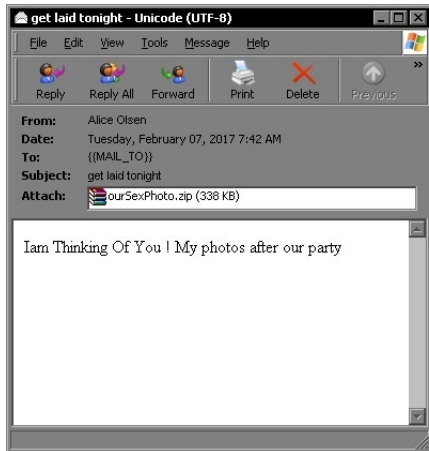 get laid tonight - Unicode (UTF-8)
File Edit View Tools Message Help
Reply Reply All Forward Print Delete Previous »
From: Alice Olsen
Date: Tuesday, February 07, 2017 7:42 AM
To: {{MAIL_TO}}
Subject: get laid tonight
Attach: ourSexPhoto.zip (338 KB)
Iam Thinking Of You ! My photos after our party